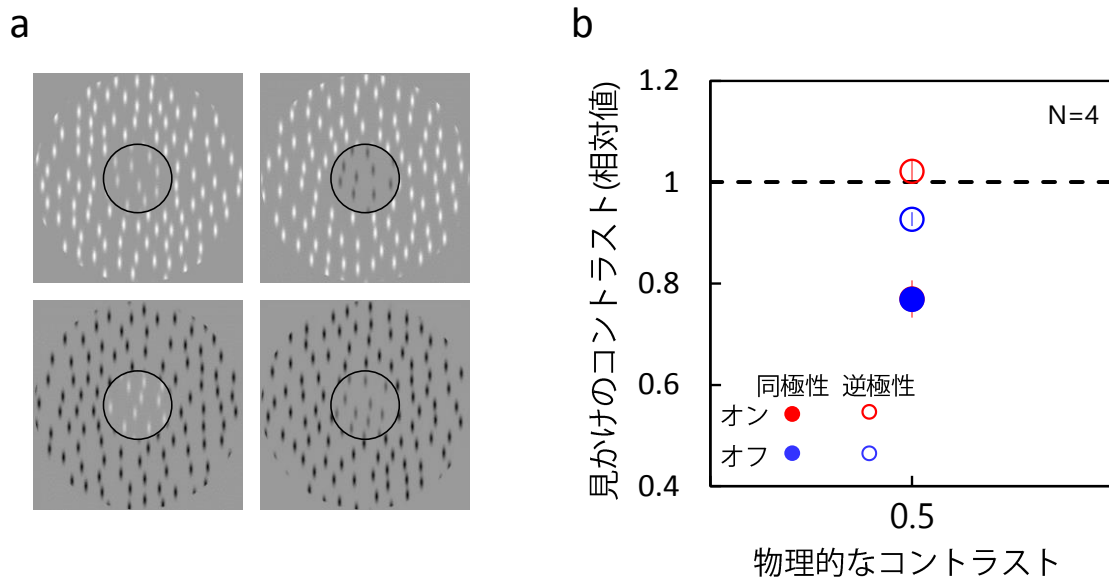 a
b
1.2
N=4
1
0.8
0.6
0.4
見かけのコントラスト(相対値)
同極性 逆極性
オン
オフ
0.5
物理的なコントラスト